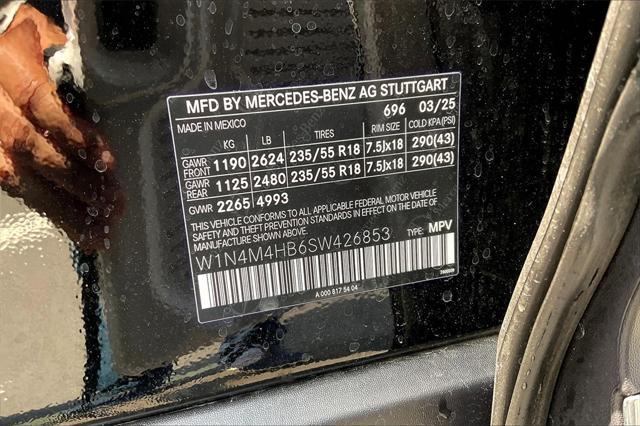 MFD BY MERCEDES-BENZ AG STUTTGART
MADE IN MEXICO 696 03/25
KG LB TIRES RIM SIZE COLD KPA(PSI)
GAWR FRONT 1190 2624 235/55 R18 7.5Jx18 290(43)
GAWR REAR 1125 2480 235/55 R18 7.5Jx18 290(43)
GVWR 2265 4993
THIS VEHICLE CONFORMS TO ALL APPLICABLE FEDERAL MOTOR VEHICLE
SAFETY AND THEFT PREVENTION STANDARDS IN EFFECT ON THE DATE OF
MANUFACTURE SHOWN ABOVE.
W1N4M4HB6SW426853 TYPE: MPV
A 000 817 54 04